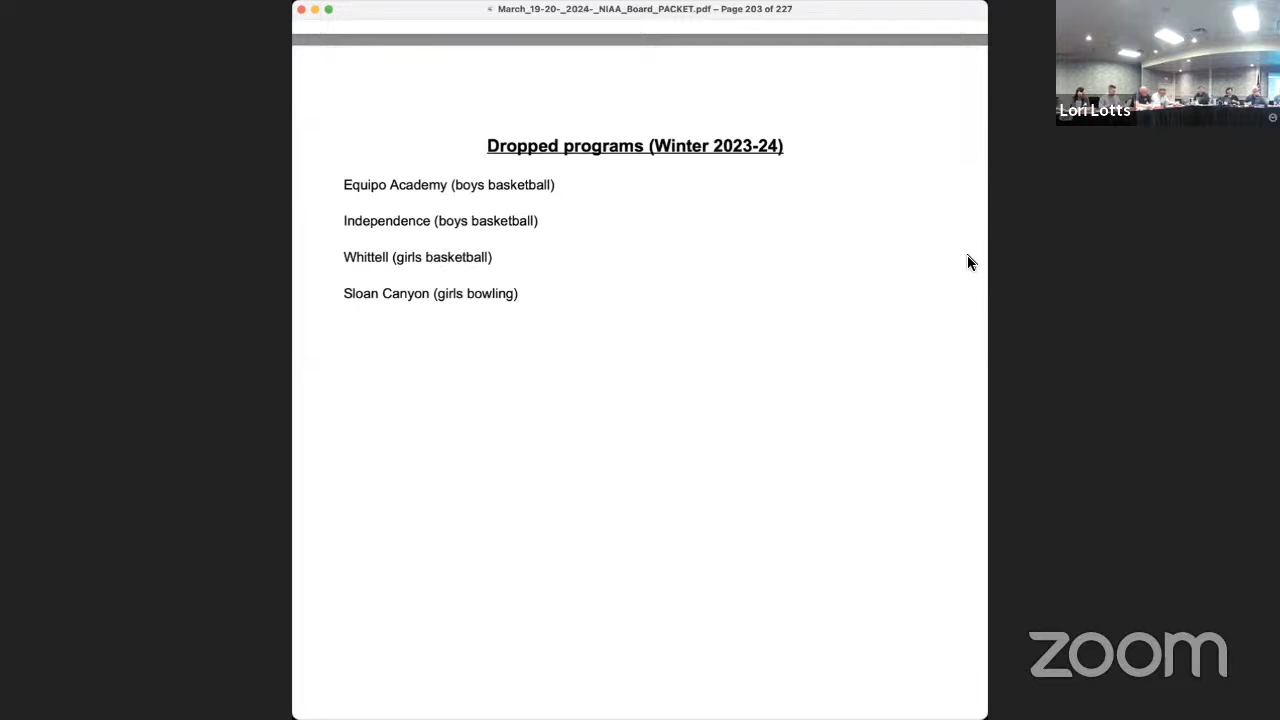 March_19-20-_2024-_NIAA_Board_PACKET.pdf – Page 203 of 227
Lori Lotts
Dropped programs (Winter 2023-24)
Equipo Academy (boys basketball)
Independence (boys basketball)
Whittell (girls basketball)
Sloan Canyon (girls bowling)
zoom